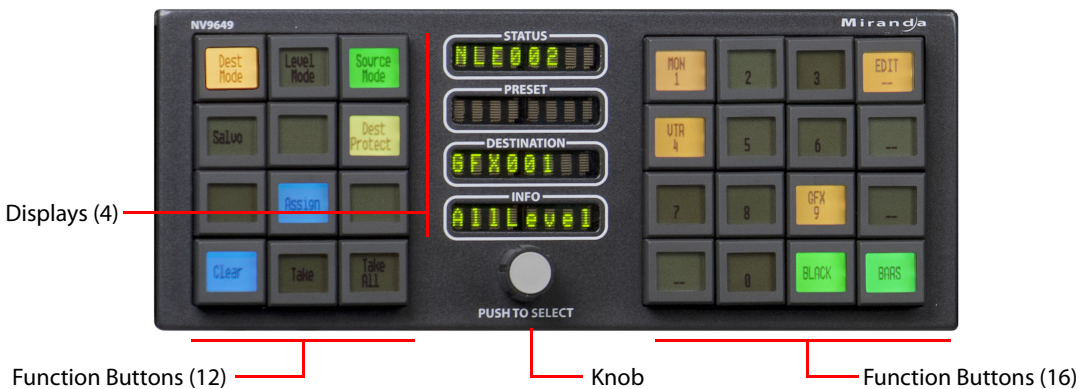 NV9649
Miranda
Dest Mode
Level Mode
Source Mode
Salvo
Dest Protect
Assign
Clear
Take
Take All
STATUS
NLE002
PRESET
DESTINATION
GFX001
INFO
AllLevel
PUSH TO SELECT
MON 1
2
3
EDIT --
VTR 4
5
6
--
7
8
GFX 9
--
--
0
BLACK
BARS
Displays (4)
Function Buttons (12)
Knob
Function Buttons (16)